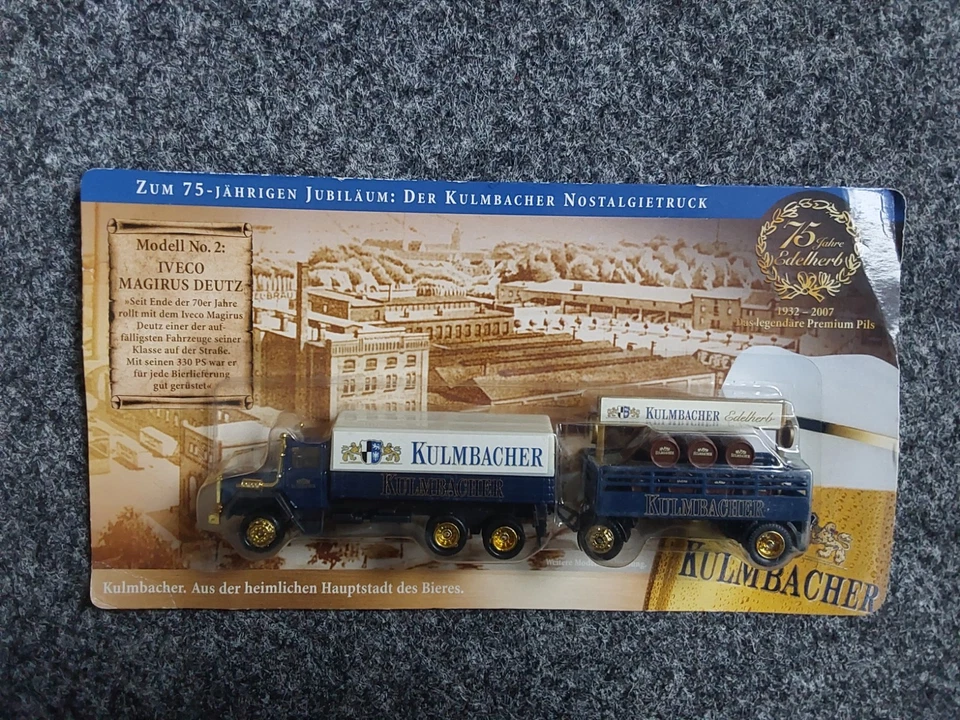 Zum 75-jährigen Jubiläum: Der Kulmbacher Nostalgietruck
Modell No. 2:
IVECO
MAGIRUS DEUTZ
»Seit Ende der 70er Jahre
rollt mit dem Iveco Magirus
Deutz einer der auf-
fälligsten Fahrzeuge seiner
Klasse auf der Straße.
Mit seinen 330 PS war er
für jede Bierlieferung
gut gerüstet«
75 Jahre
Edelherb
1932 – 2007
Das legendäre Premium Pils
KULMBACHER Edelherb
KULMBACHER
KULMBACHER
KULMBACHER
KULMBACHER
Kulmbacher. Aus der heimlichen Hauptstadt des Bieres.